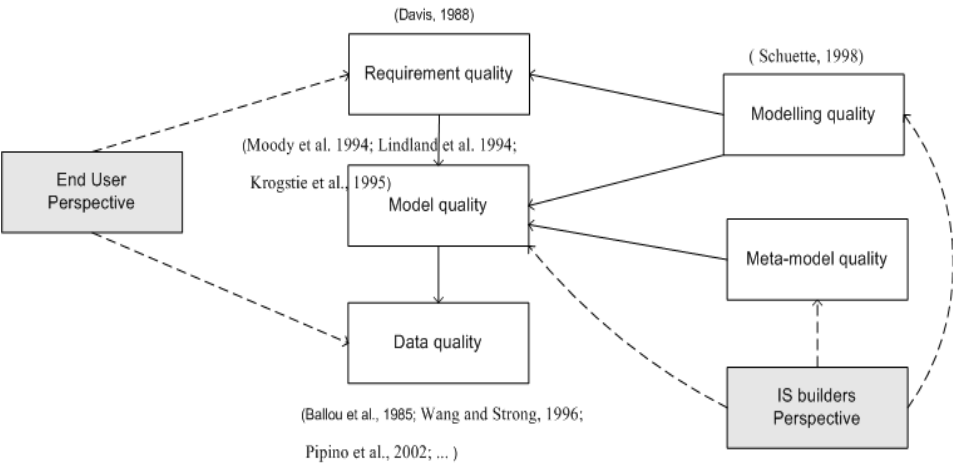 (Davis, 1988)
Requirement quality
( Schuette, 1998)
Modelling quality
(Moody et al. 1994; Lindland et al. 1994;
Krogstie et al., 1995)
End User
Perspective
Model quality
Meta-model quality
Data quality
IS builders
Perspective
(Ballou et al., 1985; Wang and Strong, 1996;
Pipino et al., 2002; ... )